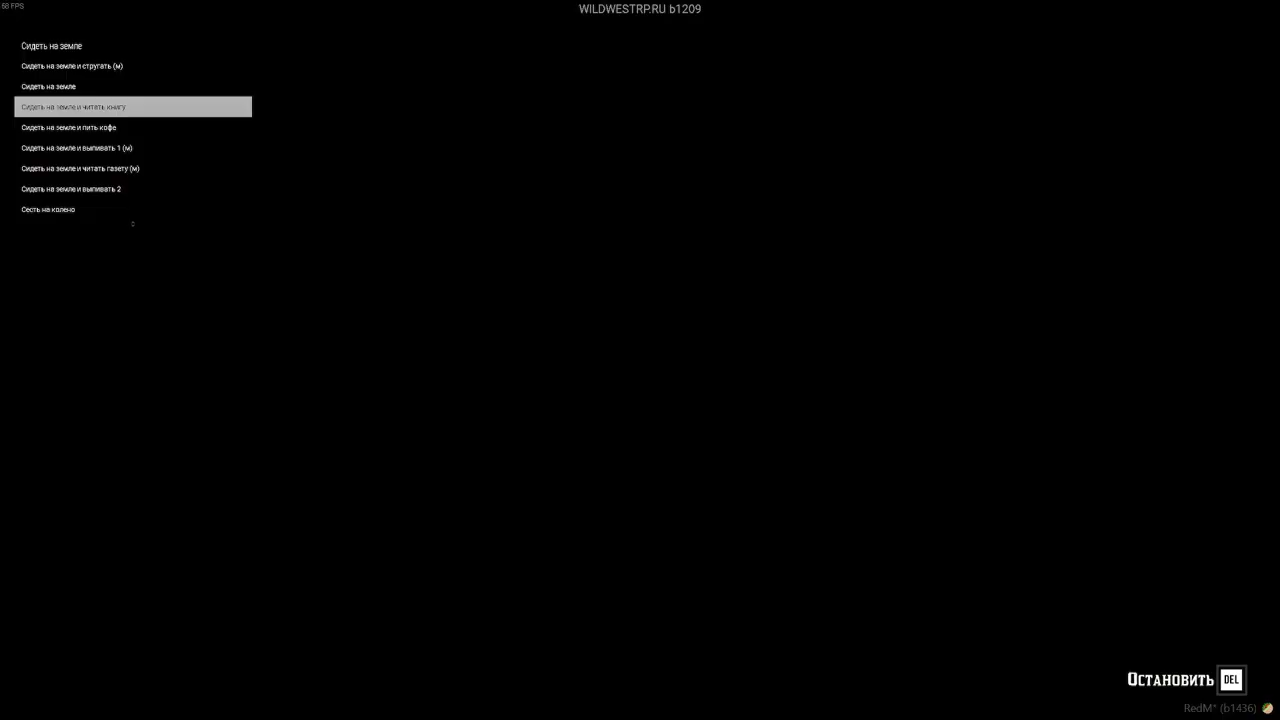 58 FPS
WILDWESTRP.RU b1209
Сидеть на земле
Сидеть на земле и стругать (м)
Сидеть на земле
Сидеть на земле и читать книгу
Сидеть на земле и пить кофе
Сидеть на земле и выпивать 1 (м)
Сидеть на земле и читать газету (м)
Сидеть на земле и выпивать 2
Сесть на колено
Остановить DEL
RedM* (b1436)